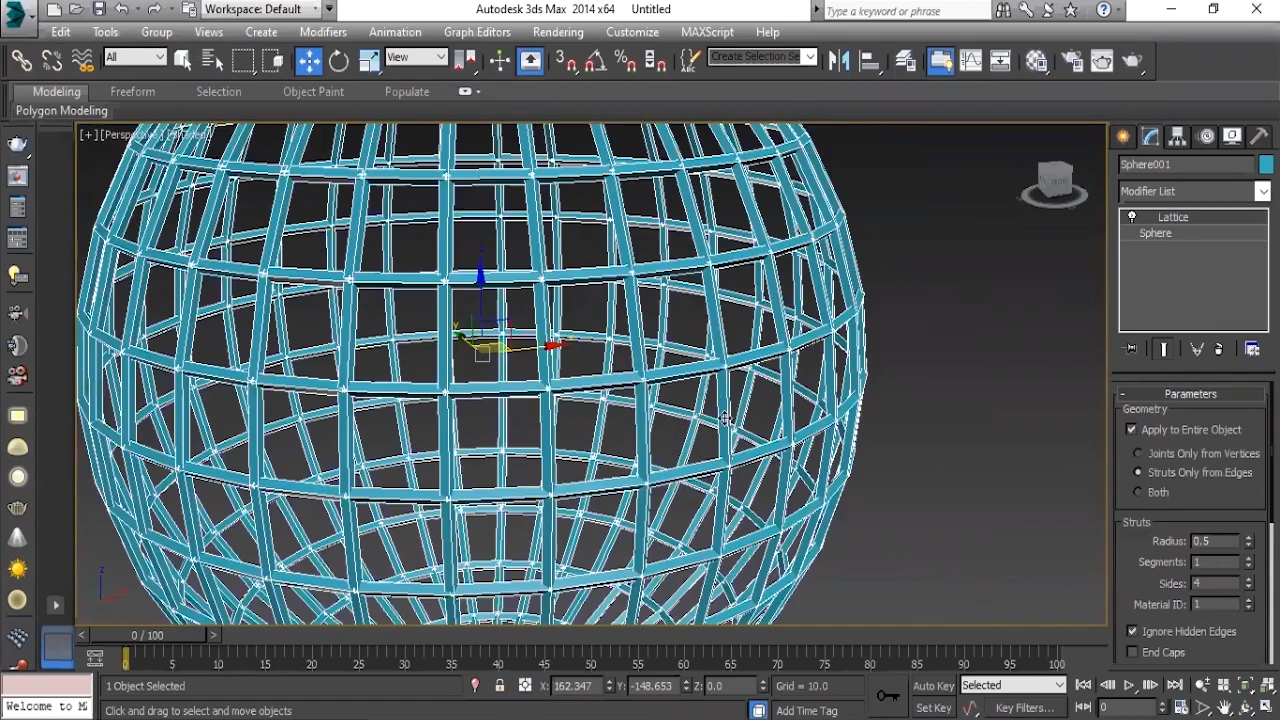 Workspace: Default
Autodesk 3ds Max 2014 x64 Untitled
Type a keyword or phrase
Edit Tools Group Views Create Modifiers Animation Graph Editors Rendering Customize MAXScript Help
All
View
3
Create Selection Se
Modeling Freeform Selection Object Paint Populate
Polygon Modeling
Sphere001
Modifier List
Lattice
Sphere
- Parameters
Geometry
Apply to Entire Object
Joints Only from Vertices
Struts Only from Edges
Both
Struts
Radius: 0.5
Segments: 1
Sides: 4
Material ID: 1
Ignore Hidden Edges
End Caps
z
y
z
< 0 / 100 >
0 5 10 15 20 25 30 35 40 45 50 55 60 65 70 75 80 85 90 95 100
1 Object Selected
X: 162.347 Y: -148.653 Z: 0.0
Grid = 10.0
Auto Key Selected
Welcome to M
Click and drag to select and move objects
Add Time Tag
Set Key Key Filters...
0